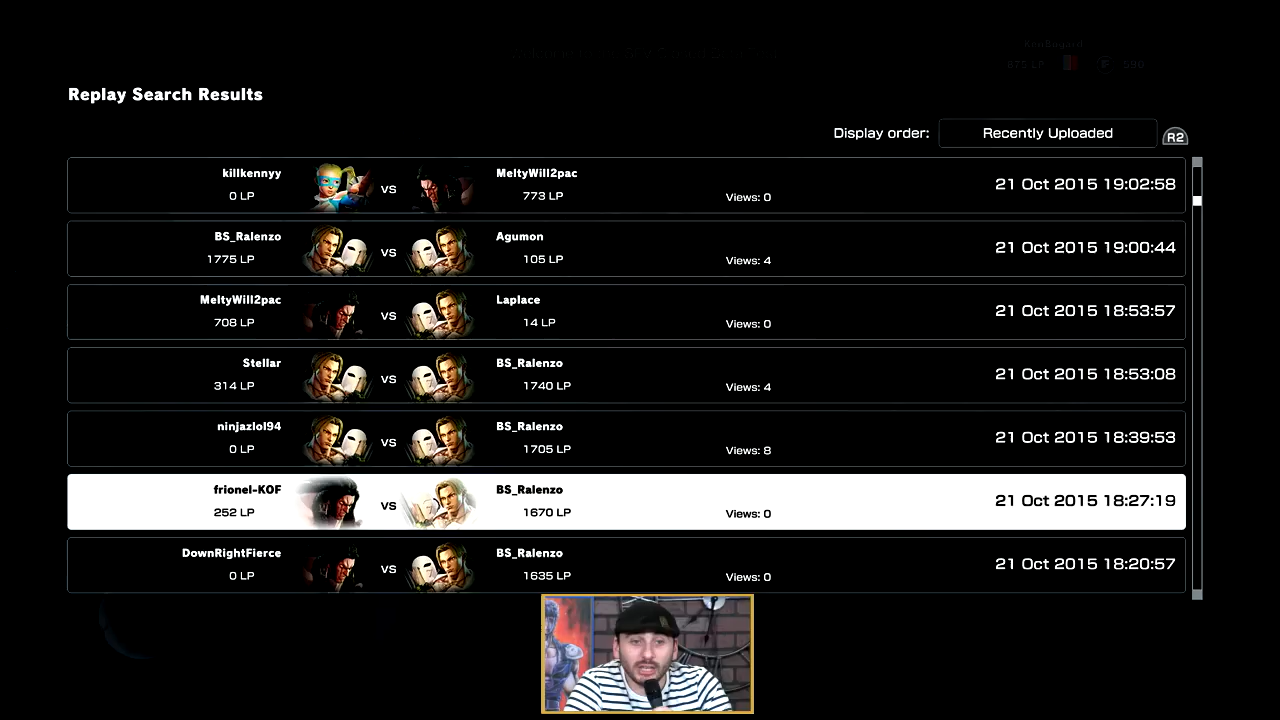 KenBogard
873 LP 590
Replay Search Results
Display order: Recently Uploaded R2
killkennyy VS MeltyWill2pac 21 Oct 2015 19:02:58
0 LP 773 LP Views: 0
BS_Ralenzo VS Agumon 21 Oct 2015 19:00:44
1775 LP 105 LP Views: 4
MeltyWill2pac VS Laplace 21 Oct 2015 18:53:57
708 LP 14 LP Views: 0
Stellar VS BS_Ralenzo 21 Oct 2015 18:53:08
314 LP 1740 LP Views: 4
ninjazlol94 VS BS_Ralenzo 21 Oct 2015 18:39:53
0 LP 1705 LP Views: 8
frionel-KOF VS BS_Ralenzo 21 Oct 2015 18:27:19
252 LP 1670 LP Views: 0
DownRightFierce VS BS_Ralenzo 21 Oct 2015 18:20:57
0 LP 1635 LP Views: 0